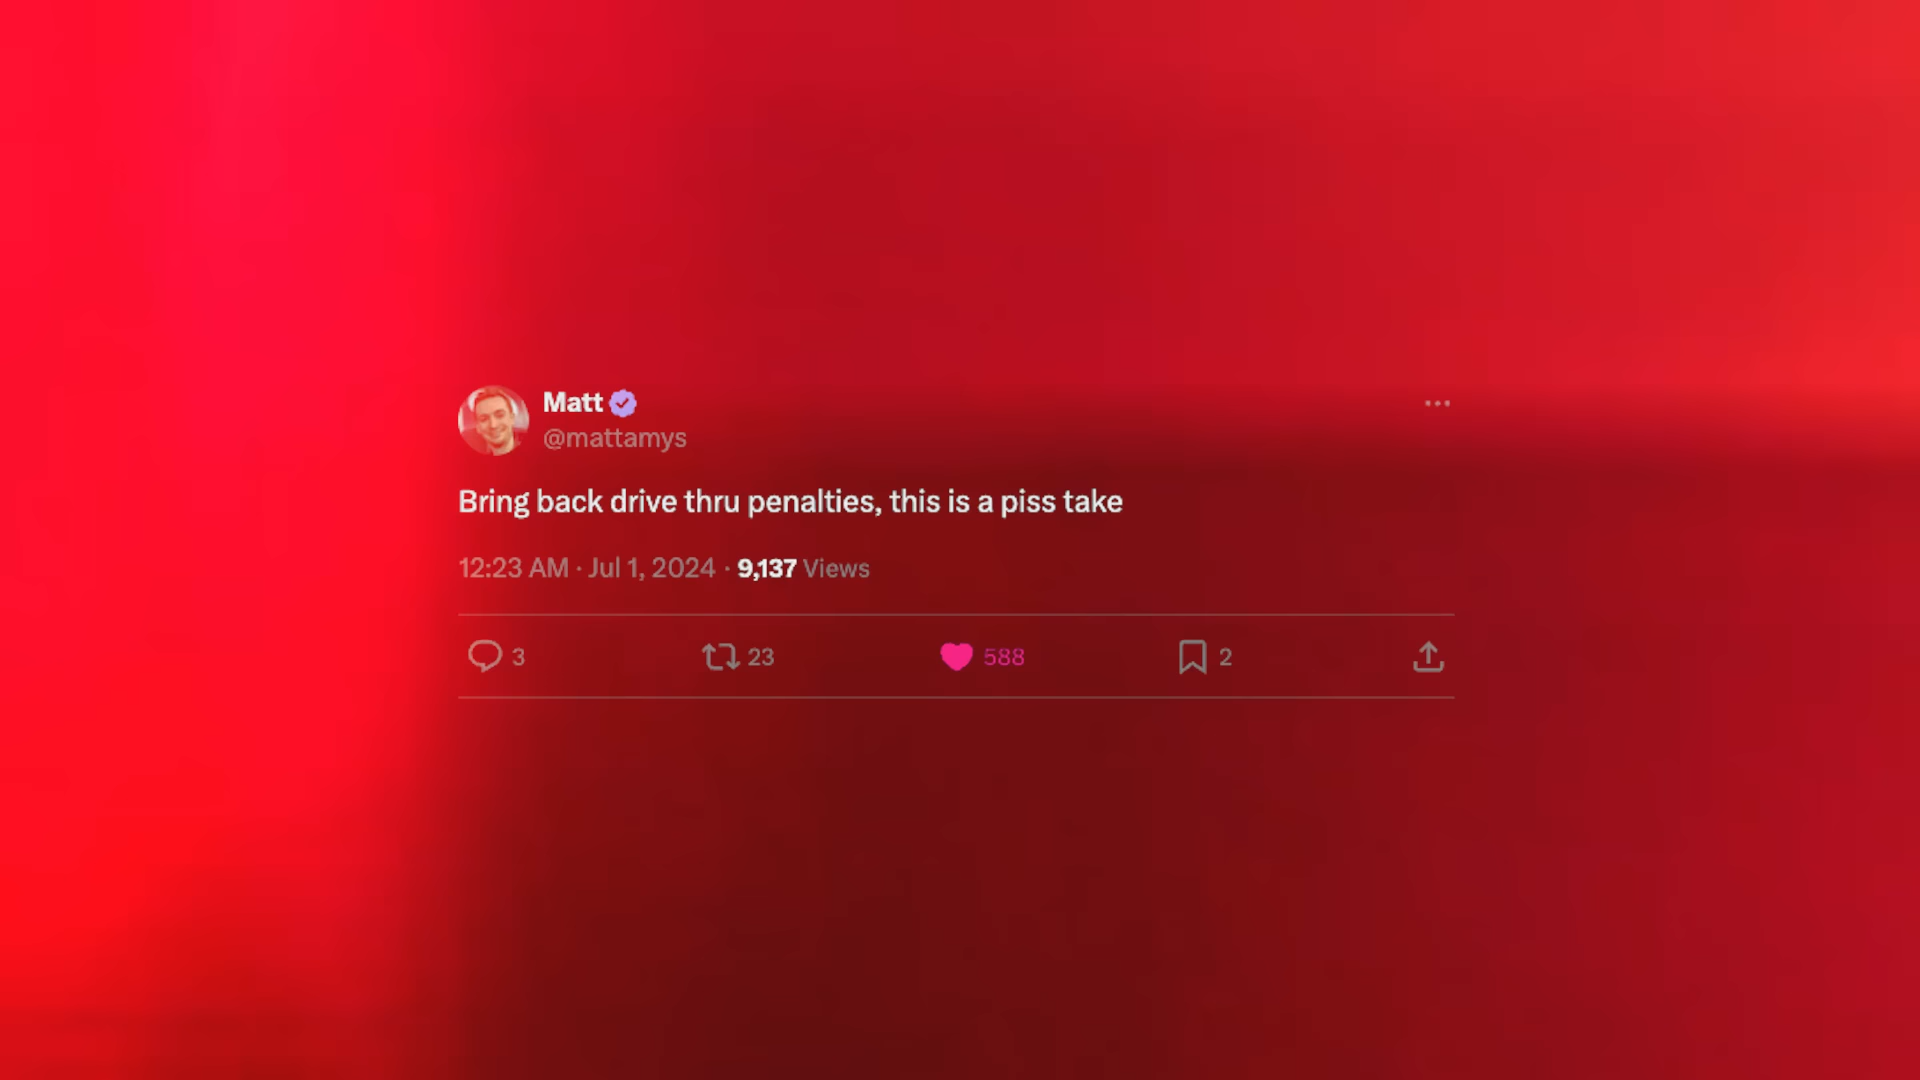 Matt
@mattamys
Bring back drive thru penalties, this is a piss take
12:23 AM · Jul 1, 2024 · 9,137 Views
3 23 588 2